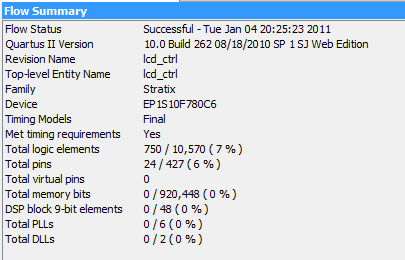 Flow Summary
Flow Status Successful - Tue Jan 04 20:25:23 2011
Quartus II Version 10.0 Build 262 08/18/2010 SP 1 SJ Web Edition
Revision Name lcd_ctrl
Top-level Entity Name lcd_ctrl
Family Stratix
Device EP1S10F780C6
Timing Models Final
Met timing requirements Yes
Total logic elements 750 / 10,570 ( 7 % )
Total pins 24 / 427 ( 6 % )
Total virtual pins 0
Total memory bits 0 / 920,448 ( 0 % )
DSP block 9-bit elements 0 / 48 ( 0 % )
Total PLLs 0 / 6 ( 0 % )
Total DLLs 0 / 2 ( 0 % )